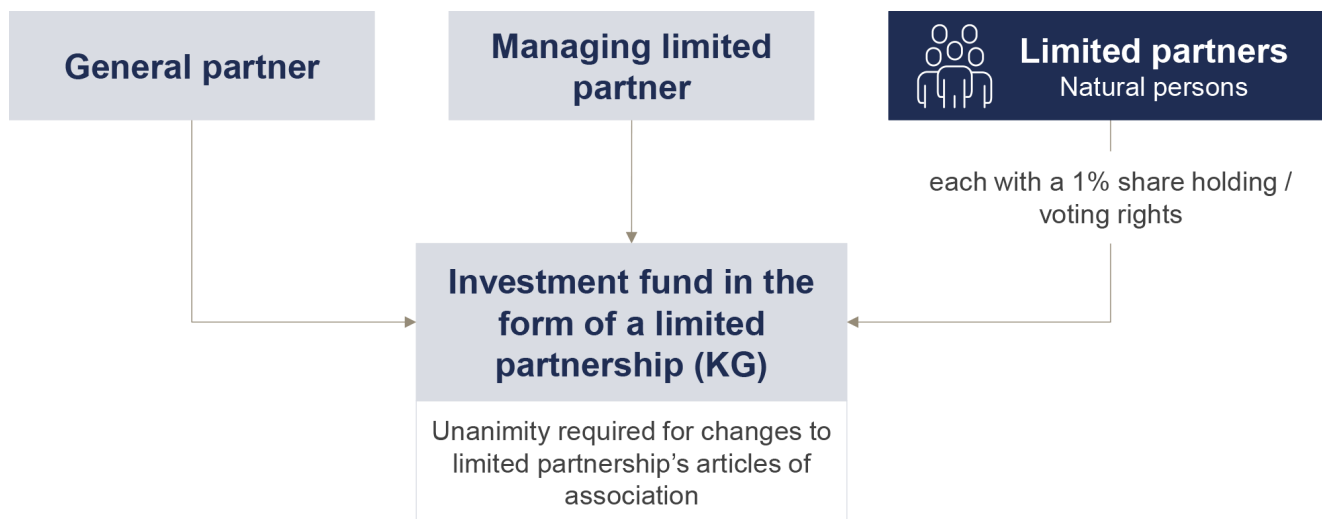 General partner
Managing limited
partner
Limited partners
Natural persons
each with a 1% share holding /
voting rights
Investment fund in the
form of a limited
partnership (KG)
Unanimity required for changes to
limited partnership’s articles of
association